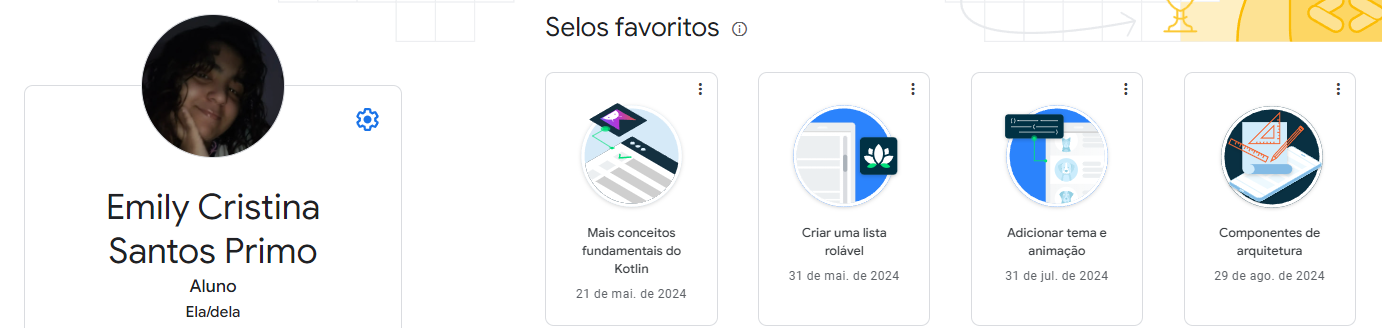 Emily Cristina
Santos Primo
Aluno
Ela/dela
Selos favoritos
Mais conceitos
fundamentais do
Kotlin
21 de mai. de 2024
Criar uma lista
rolável
31 de mai. de 2024
Adicionar tema e
animação
31 de jul. de 2024
Componentes de
arquitetura
29 de ago. de 2024